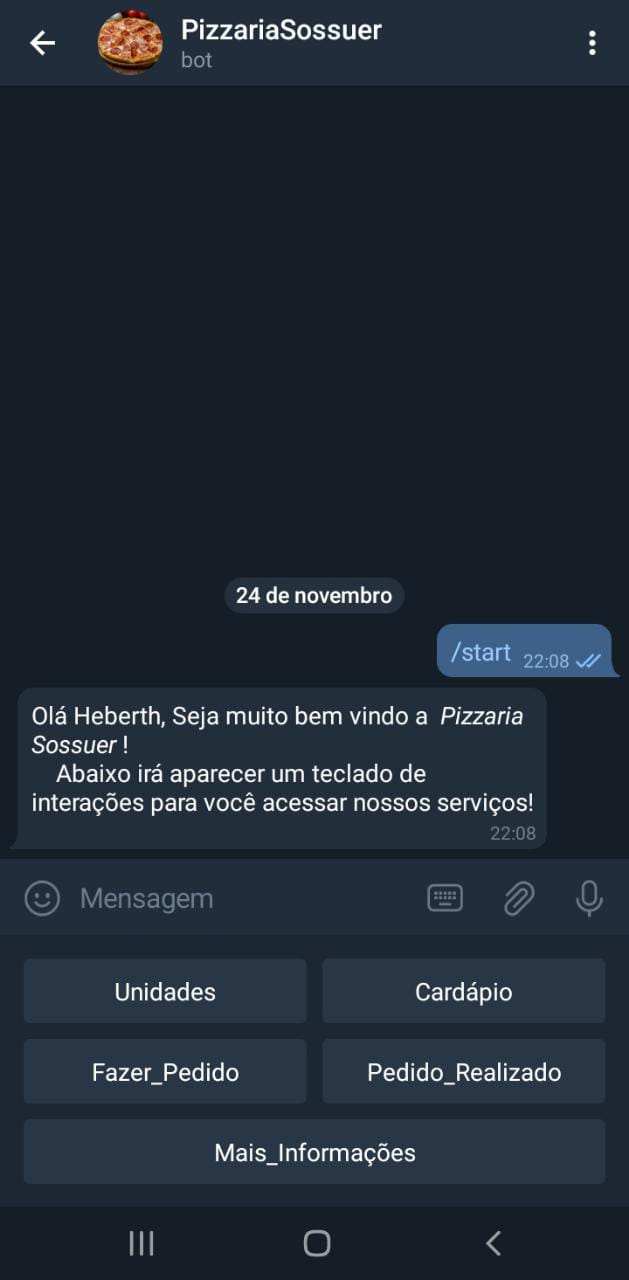 PizzariaSossuer
bot
24 de novembro
/start 22:08
Olá Heberth, Seja muito bem vindo a Pizzaria
Sossuer !
Abaixo irá aparecer um teclado de
interações para você acessar nossos serviços!
22:08
Mensagem
Unidades
Cardápio
Fazer_Pedido
Pedido_Realizado
Mais_Informações